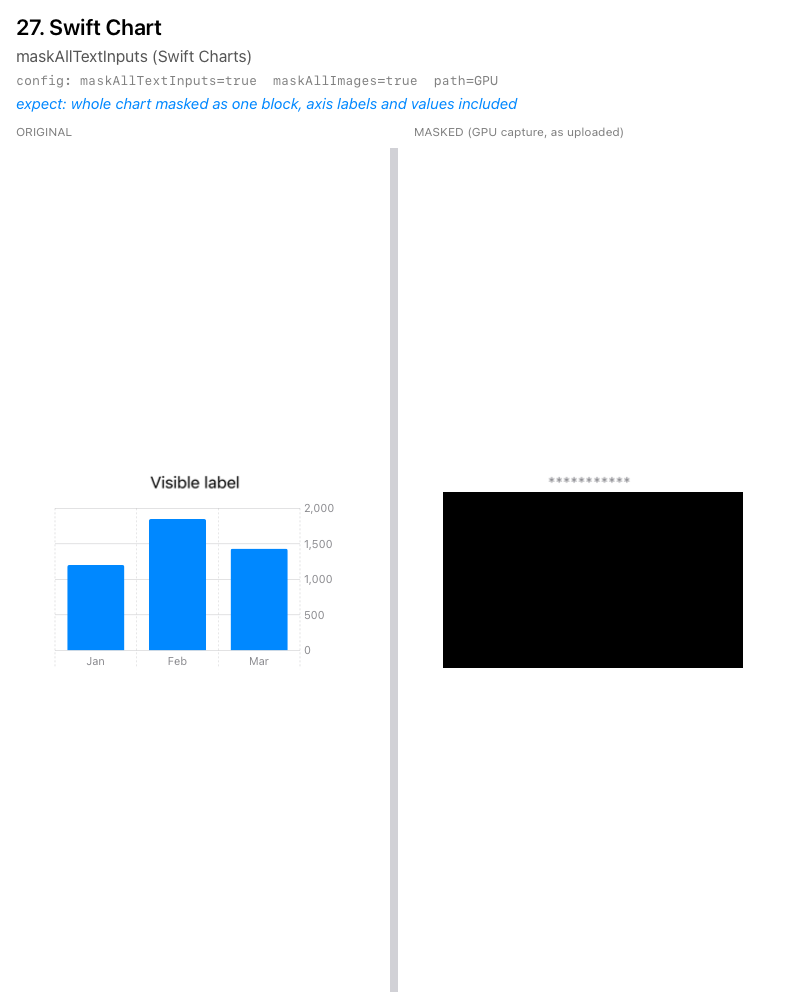 27. Swift Chart
maskAllTextInputs (Swift Charts)
config: maskAllTextInputs=true  maskAllImages=true  path=GPU
expect: whole chart masked as one block, axis labels and values included
ORIGINAL
MASKED (GPU capture, as uploaded)
Visible label
***********
2,000
1,500
1,000
500
0
Jan
Feb
Mar